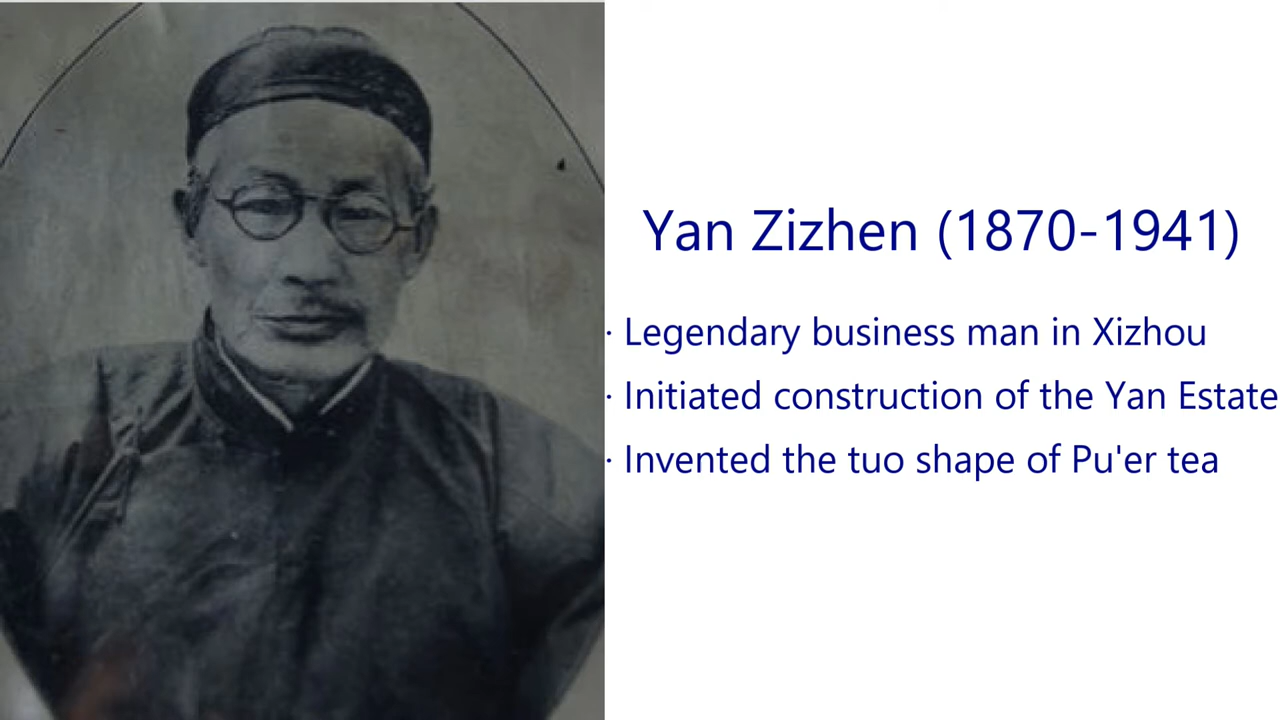 Yan Zizhen (1870-1941)
· Legendary business man in Xizhou
· Initiated construction of the Yan Estate
· Invented the tuo shape of Pu'er tea